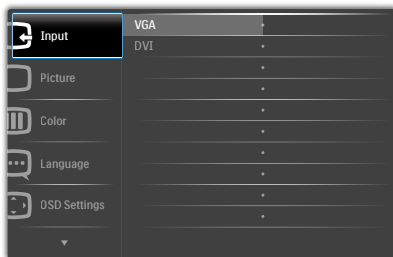 Input
VGA
DVI
Picture
Color
Language
OSD Settings